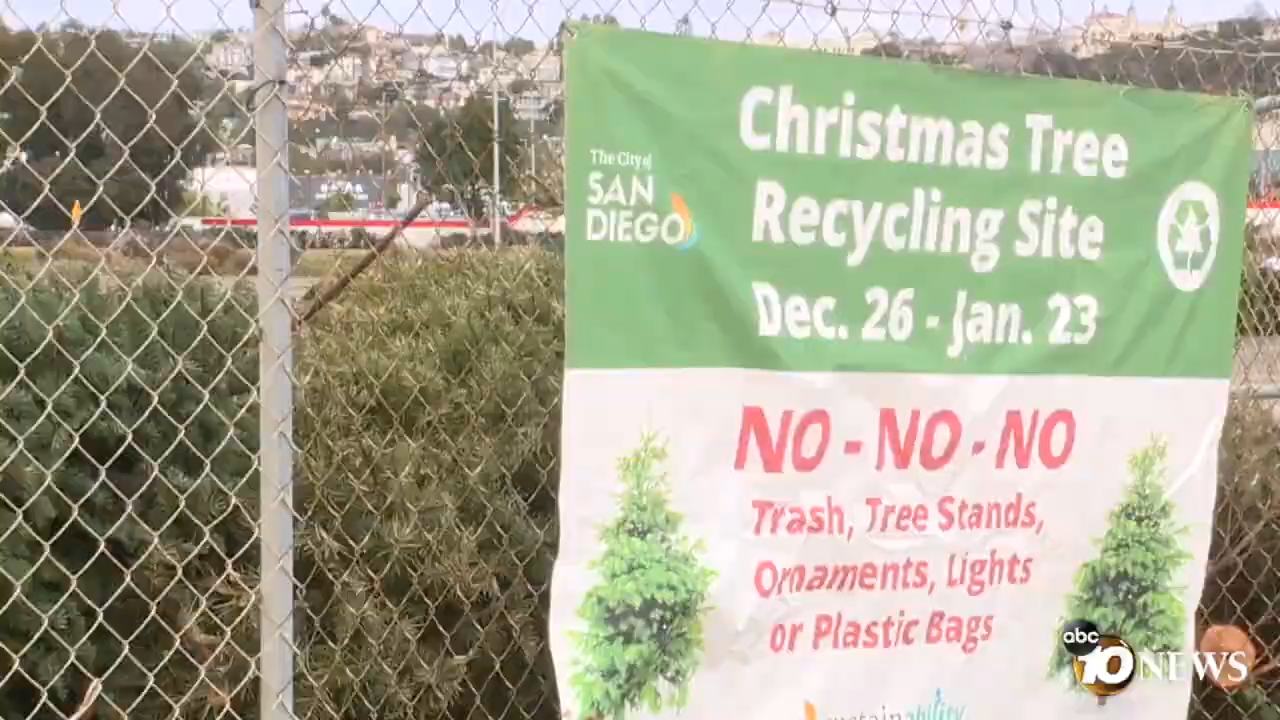 The City of
SAN
DIEGO
Christmas Tree
Recycling Site
Dec. 26 - Jan. 23
NO - NO - NO
Trash, Tree Stands,
Ornaments, Lights
or Plastic Bags
sustainability
abc
10 NEWS